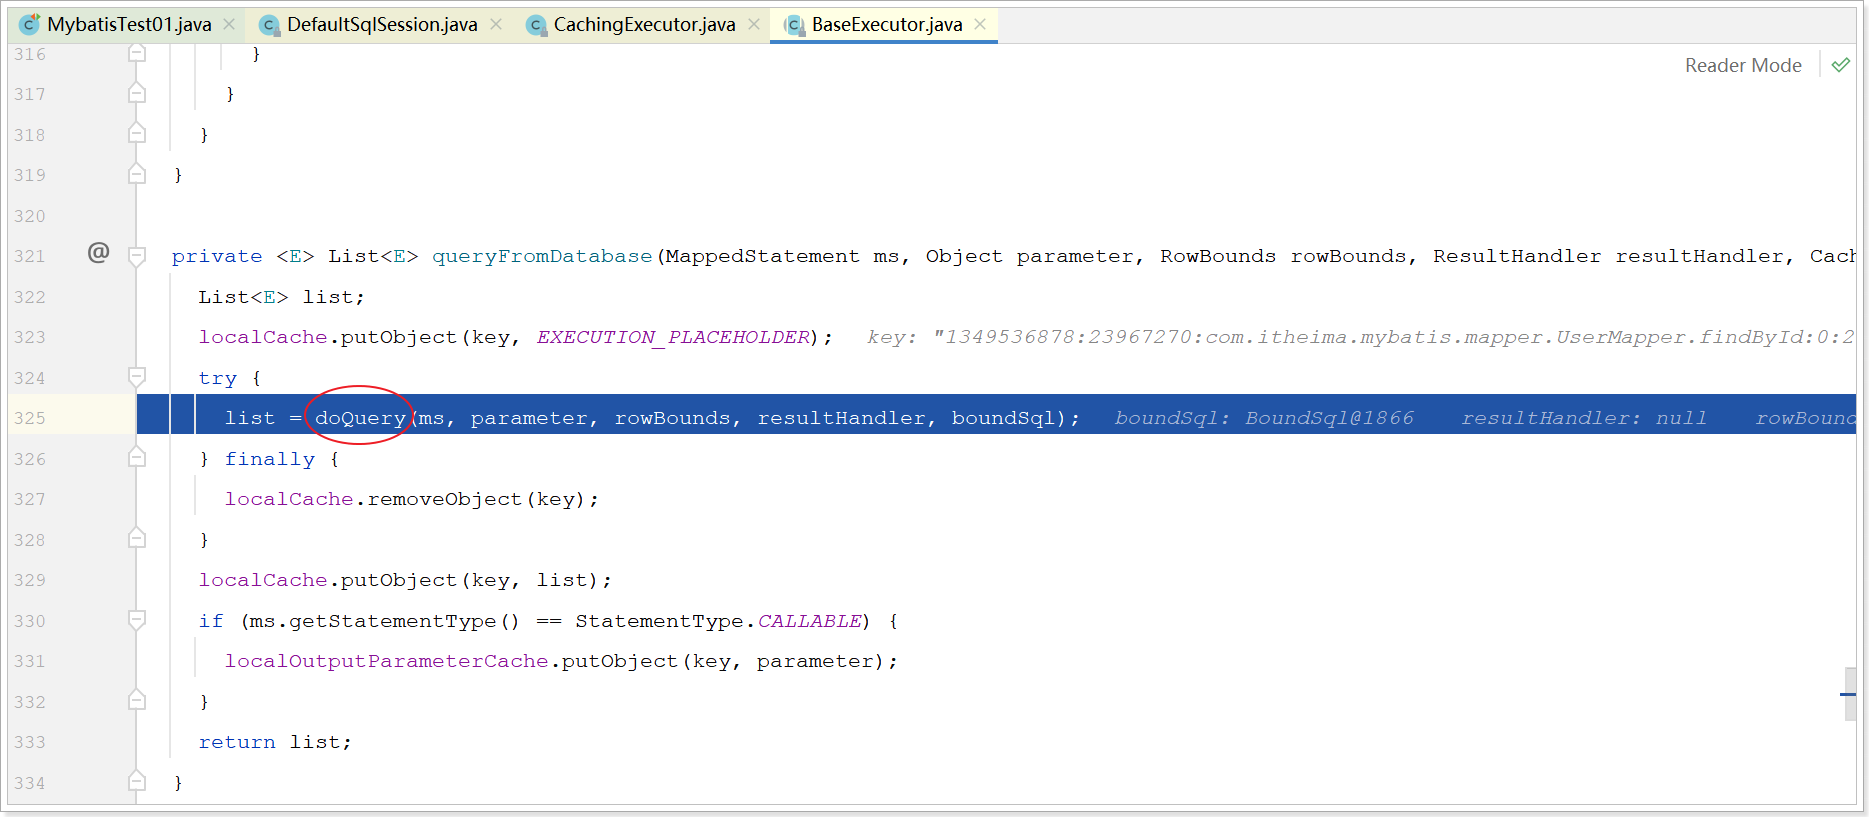 MybatisTest01.java DefaultSqlSession.java CachingExecutor.java BaseExecutor.java
Reader Mode
316 }
317 }
318 }
319 }
320
321 @ private <E> List<E> queryFromDatabase(MappedStatement ms, Object parameter, RowBounds rowBounds, ResultHandler resultHandler, Cach
322 List<E> list;
323 localCache.putObject(key, EXECUTION_PLACEHOLDER); key: "1349536878:23967270:com.itheima.mybatis.mapper.UserMapper.findById:0:2
324 try {
325 list = doQuery(ms, parameter, rowBounds, resultHandler, boundSql); boundSql: BoundSql@1866 resultHandler: null rowBound
326 } finally {
327 localCache.removeObject(key);
328 }
329 localCache.putObject(key, list);
330 if (ms.getStatementType() == StatementType.CALLABLE) {
331 localOutputParameterCache.putObject(key, parameter);
332 }
333 return list;
334 }